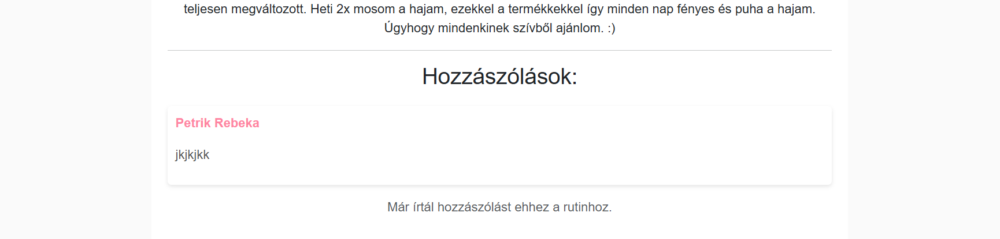 teljesen megváltozott. Heti 2x mosom a hajam, ezekkel a termékkekkel így minden nap fényes és puha a hajam.
Úgyhogy mindenkinek szívből ajánlom. :)
Hozzászólások:
Petrik Rebeka
jkjkjkk
Már írtál hozzászólást ehhez a rutinhoz.